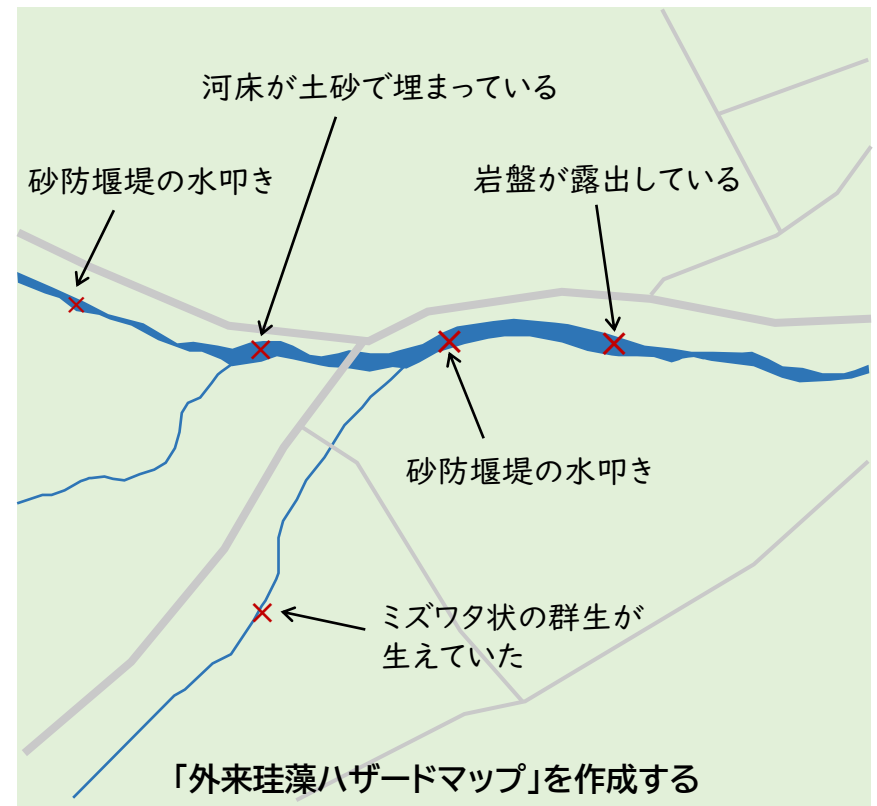 河床が土砂で埋まっている
砂防堰堤の水叩き
岩盤が露出している
砂防堰堤の水叩き
ミズワタ状の群生が
生えていた
「外来珪藻ハザードマップ」を作成する